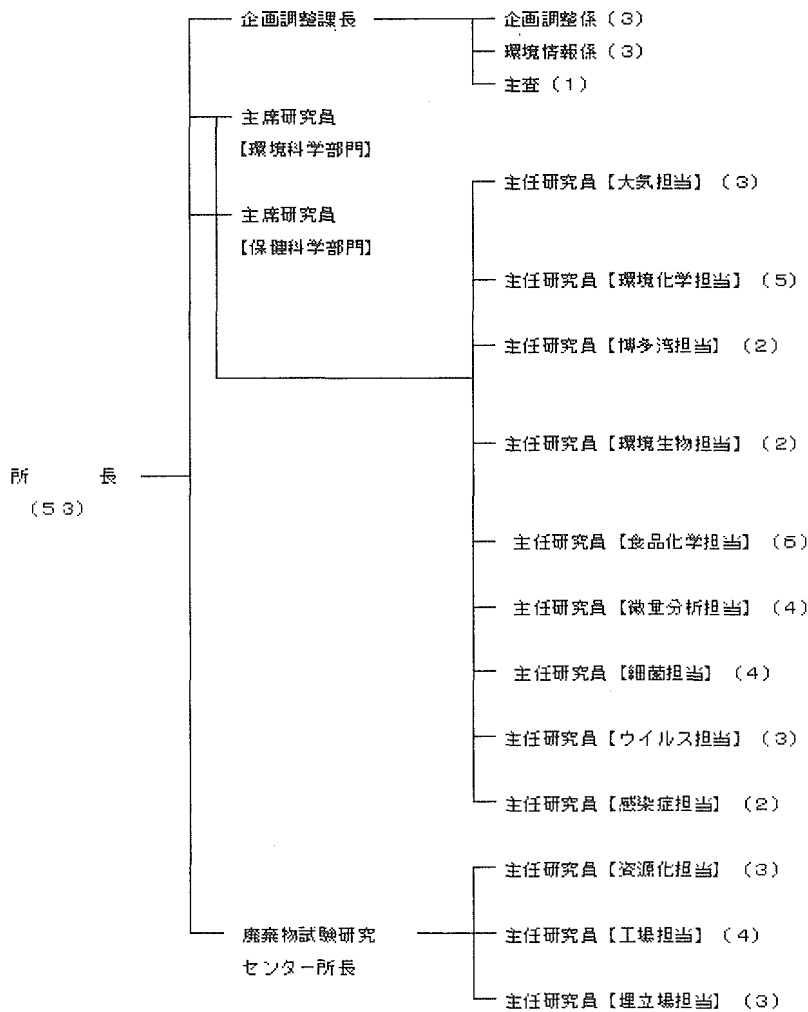 企画調整課長
企画調整係（3）
環境情報係（3）
主査（1）
主席研究員
【環境科学部門】
主席研究員
【保健科学部門】
主任研究員【大気担当】（3）
主任研究員【環境化学担当】（5）
主任研究員【博多湾担当】（2）
主任研究員【環境生物担当】（2）
所　　長
（53）
主任研究員【食品化学担当】（6）
主任研究員【微量分析担当】（4）
主任研究員【細菌担当】（4）
主任研究員【ウイルス担当】（3）
主任研究員【感染症担当】（2）
廃棄物試験研究
センター所長
主任研究員【資源化担当】（3）
主任研究員【工場担当】（4）
主任研究員【埋立場担当】（3）